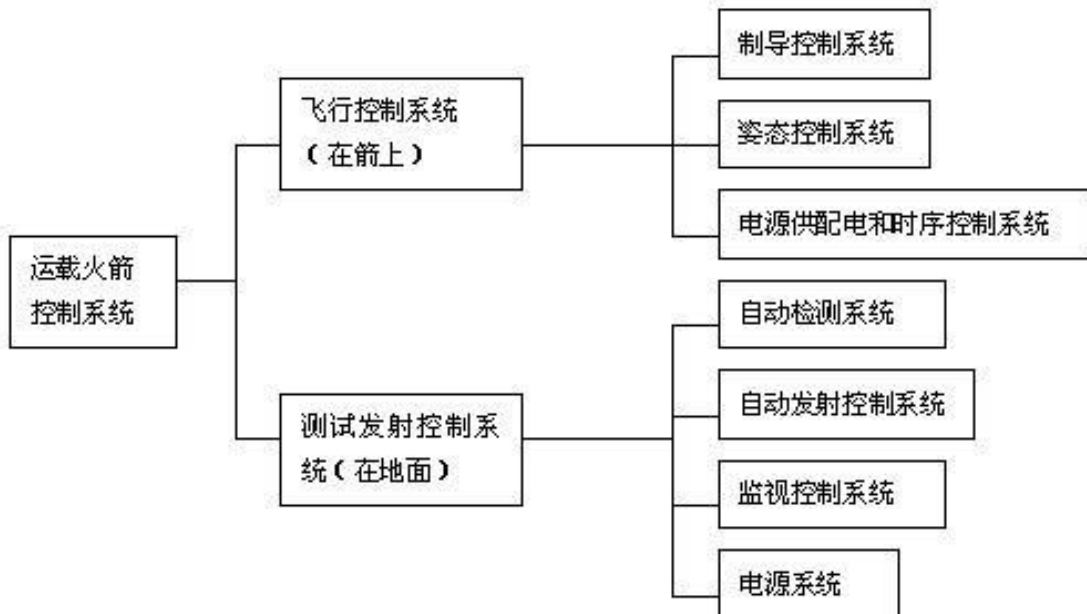 运载火箭
控制系统
飞行控制系统
（在箭上）
制导控制系统
姿态控制系统
电源供配电和时序控制系统
测试发射控制系
统（在地面）
自动检测系统
自动发射控制系统
监视控制系统
电源系统